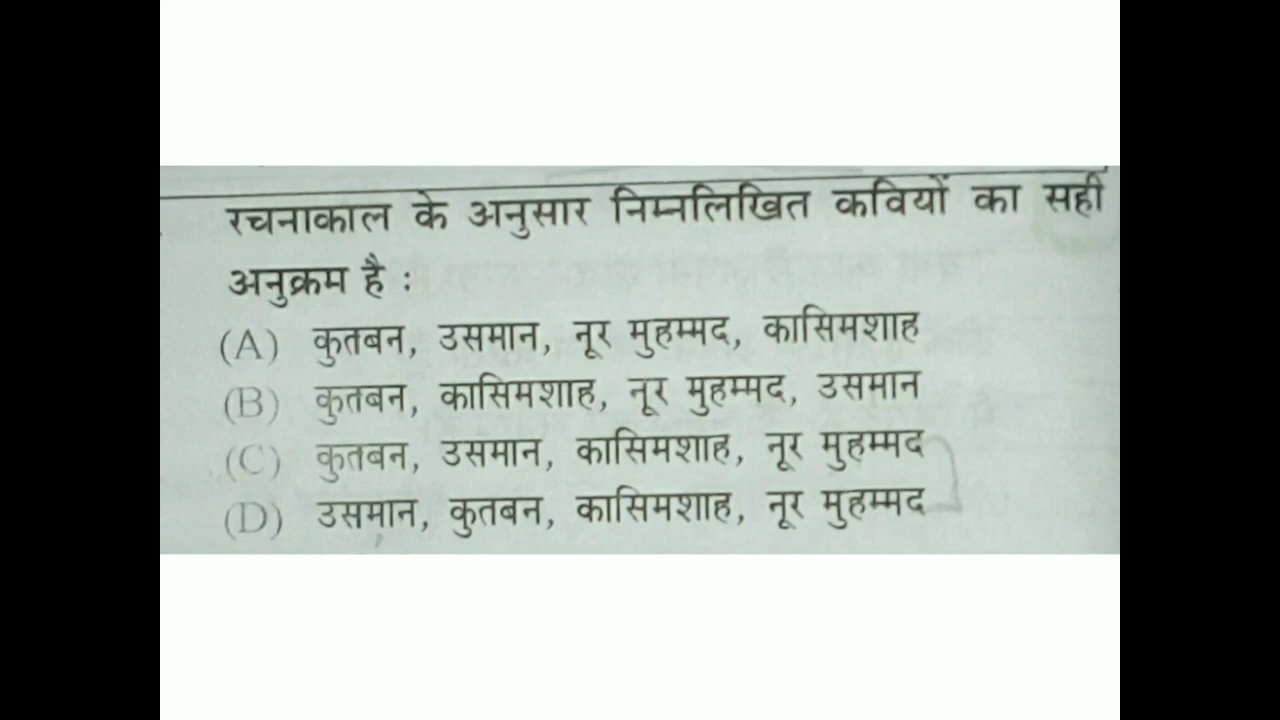 रचनाकाल के अनुसार निम्नलिखित कवियों का सही
अनुक्रम है :
(A) कुतबन, उसमान, नूर मुहम्मद, कासिमशाह
(B) कुतबन, कासिमशाह, नूर मुहम्मद, उसमान
(C) कुतबन, उसमान, कासिमशाह, नूर मुहम्मद
(D) उसमान, कुतबन, कासिमशाह, नूर मुहम्मद